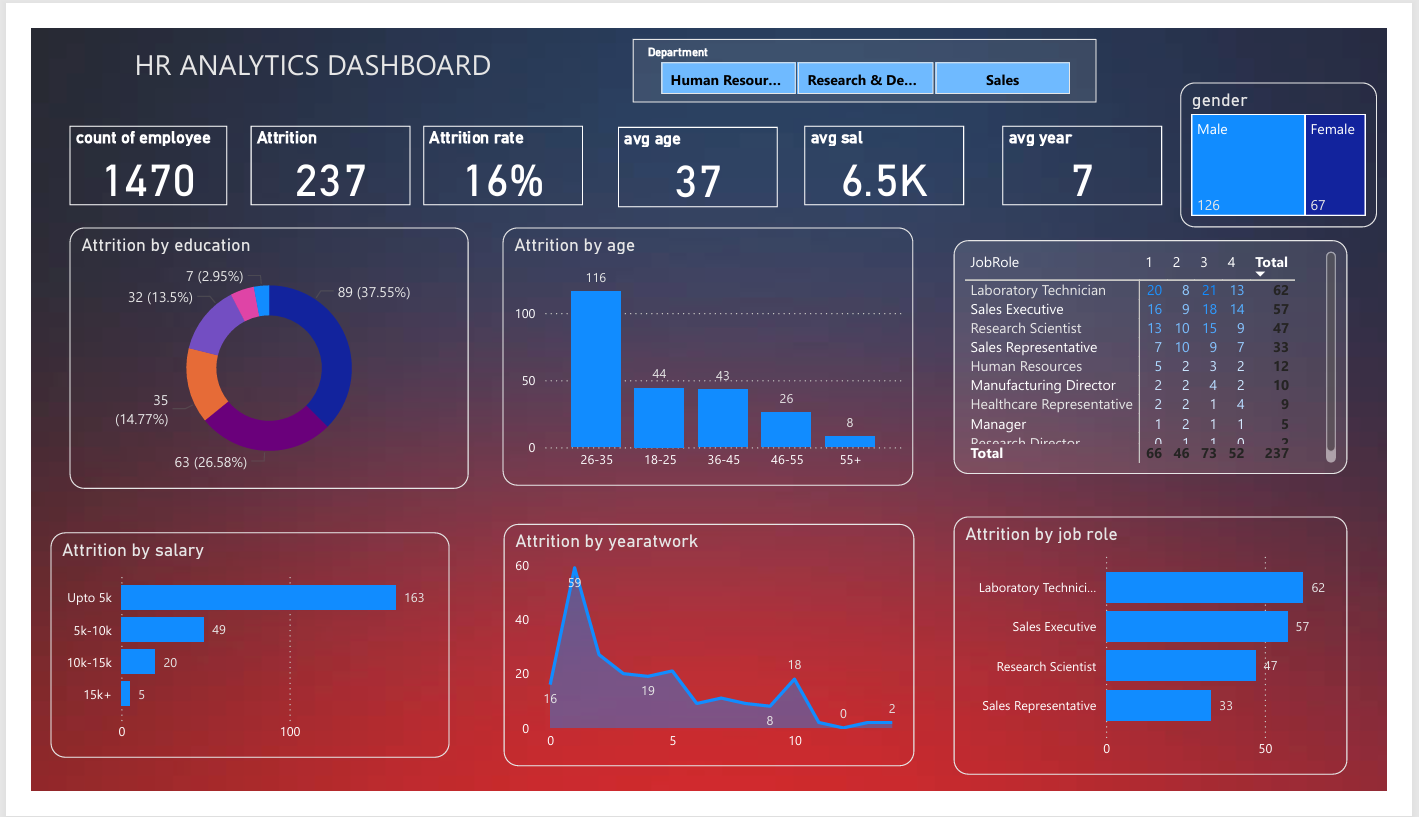 HR ANALYTICS DASHBOARD
Department
Human Resour...
Research & De...
Sales
gender
Male
Female
126
67
count of employee
1470
Attrition
237
Attrition rate
16%
avg age
37
avg sal
6.5K
avg year
7
Attrition by education
7 (2.95%)
32 (13.5%)
89 (37.55%)
35
(14.77%)
63 (26.58%)
Attrition by age
116
100
44
43
50
26
8
0
26-35 18-25 36-45 46-55 55+
JobRole 1 2 3 4 Total
Laboratory Technician 20 8 21 13 62
Sales Executive 16 9 18 14 57
Research Scientist 13 10 15 9 47
Sales Representative 7 10 9 7 33
Human Resources 5 2 3 2 12
Manufacturing Director 2 2 4 2 10
Healthcare Representative 2 2 1 4 9
Manager 1 2 1 1 5
Research Director 0 1 1 0 2
Total 66 46 73 52 237
Attrition by salary
Upto 5k 163
5k-10k 49
10k-15k 20
15k+ 5
0 100
Attrition by yearatwork
60
59
40
20
18
19
16
8
0
2
0
0 5 10
Attrition by job role
Laboratory Technici... 62
Sales Executive 57
Research Scientist 47
Sales Representative 33
0 50